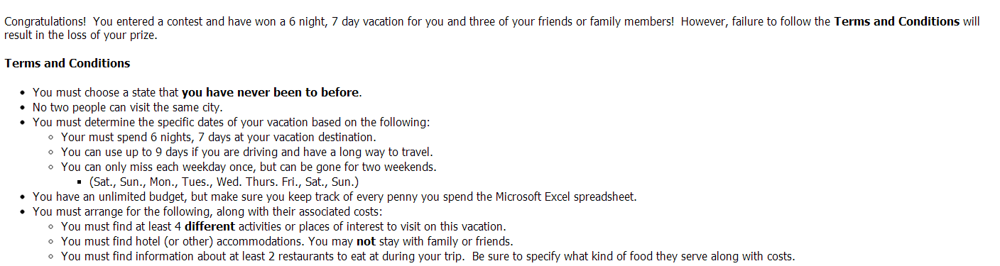 Congratulations!  You entered a contest and have won a 6 night, 7 day vacation for you and three of your friends or family members!  However, failure to follow the Terms and Conditions will
result in the loss of your prize.
Terms and Conditions
• You must choose a state that you have never been to before.
• No two people can visit the same city.
• You must determine the specific dates of your vacation based on the following:
◦ Your must spend 6 nights, 7 days at your vacation destination.
◦ You can use up to 9 days if you are driving and have a long way to travel.
◦ You can only miss each weekday once, but can be gone for two weekends.
▪ (Sat., Sun., Mon., Tues., Wed. Thurs. Fri., Sat., Sun.)
• You have an unlimited budget, but make sure you keep track of every penny you spend the Microsoft Excel spreadsheet.
• You must arrange for the following, along with their associated costs:
◦ You must find at least 4 different activities or places of interest to visit on this vacation.
◦ You must find hotel (or other) accommodations. You may not stay with family or friends.
◦ You must find information about at least 2 restaurants to eat at during your trip.  Be sure to specify what kind of food they serve along with costs.